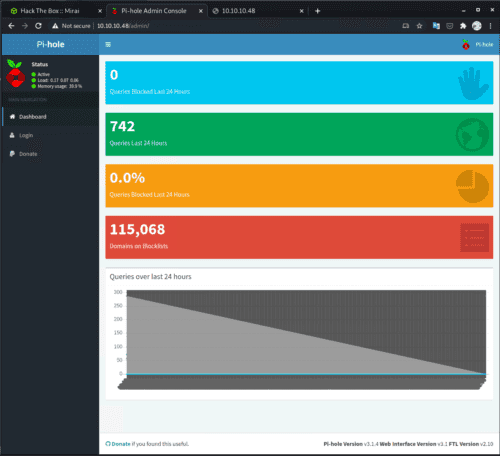 Hack The Box :: Mirai
Pi-hole Admin Console
10.10.10.48
Not secure | 10.10.10.48/admin/
Pi-hole
Pi-hole
Status
Active
Load: 0.17 0.07 0.06
Memory usage: 39.9 %
MAIN NAVIGATION
Dashboard
Login
Donate
0
Queries Blocked Last 24 Hours
742
Queries Last 24 Hours
0.0%
Queries Blocked Last 24 Hours
115,068
Domains on Blocklists
Queries over last 24 hours
300
250
200
150
100
50
0
Donate if you found this useful.
Pi-hole Version v3.1.4 Web Interface Version v3.1 FTL Version v2.10